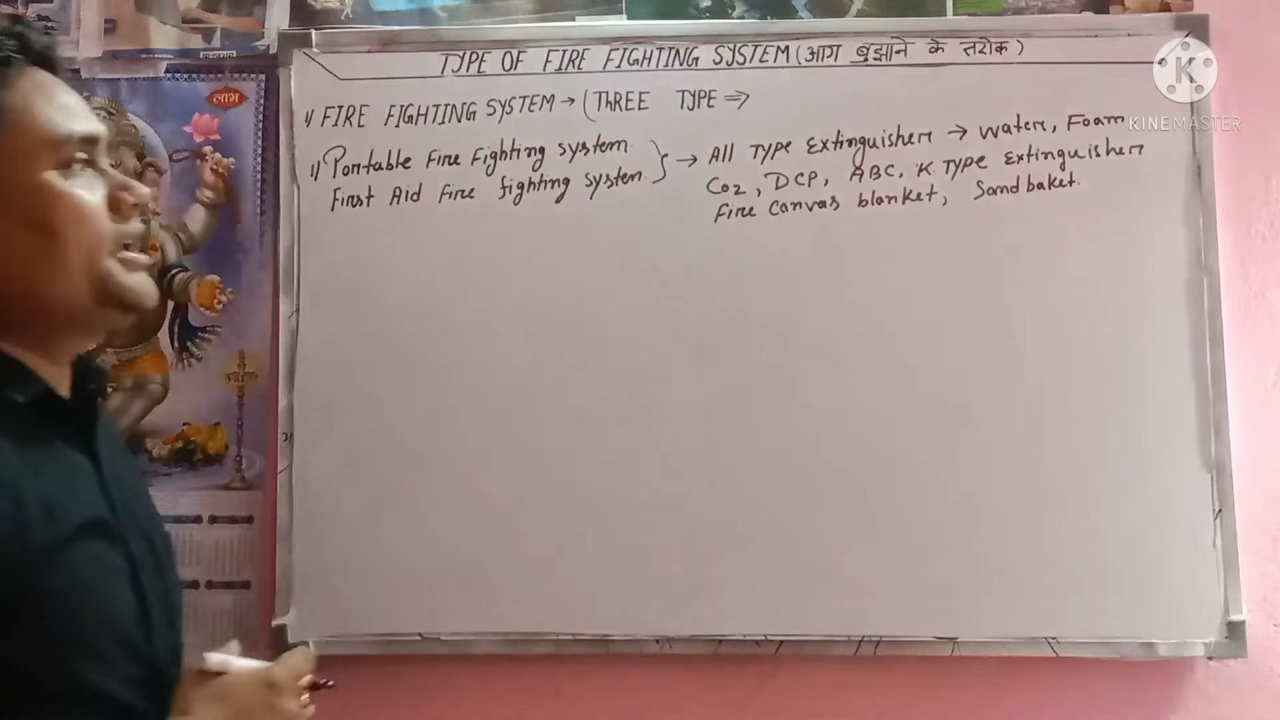 TYPE OF FIRE FIGHTING SYSTEM (आग बुझाने के तरीके)
1) FIRE FIGHTING SYSTEM → (THREE TYPE ⇒
1) Portable Fire Fighting system } → All Type Extinguisher → Water, Foam
First Aid Fire fighting system. CO2, DCP, ABC, K Type Extinguisher
Fire Canvas blanket, Sand baket.
लाभ
KINEMASTER